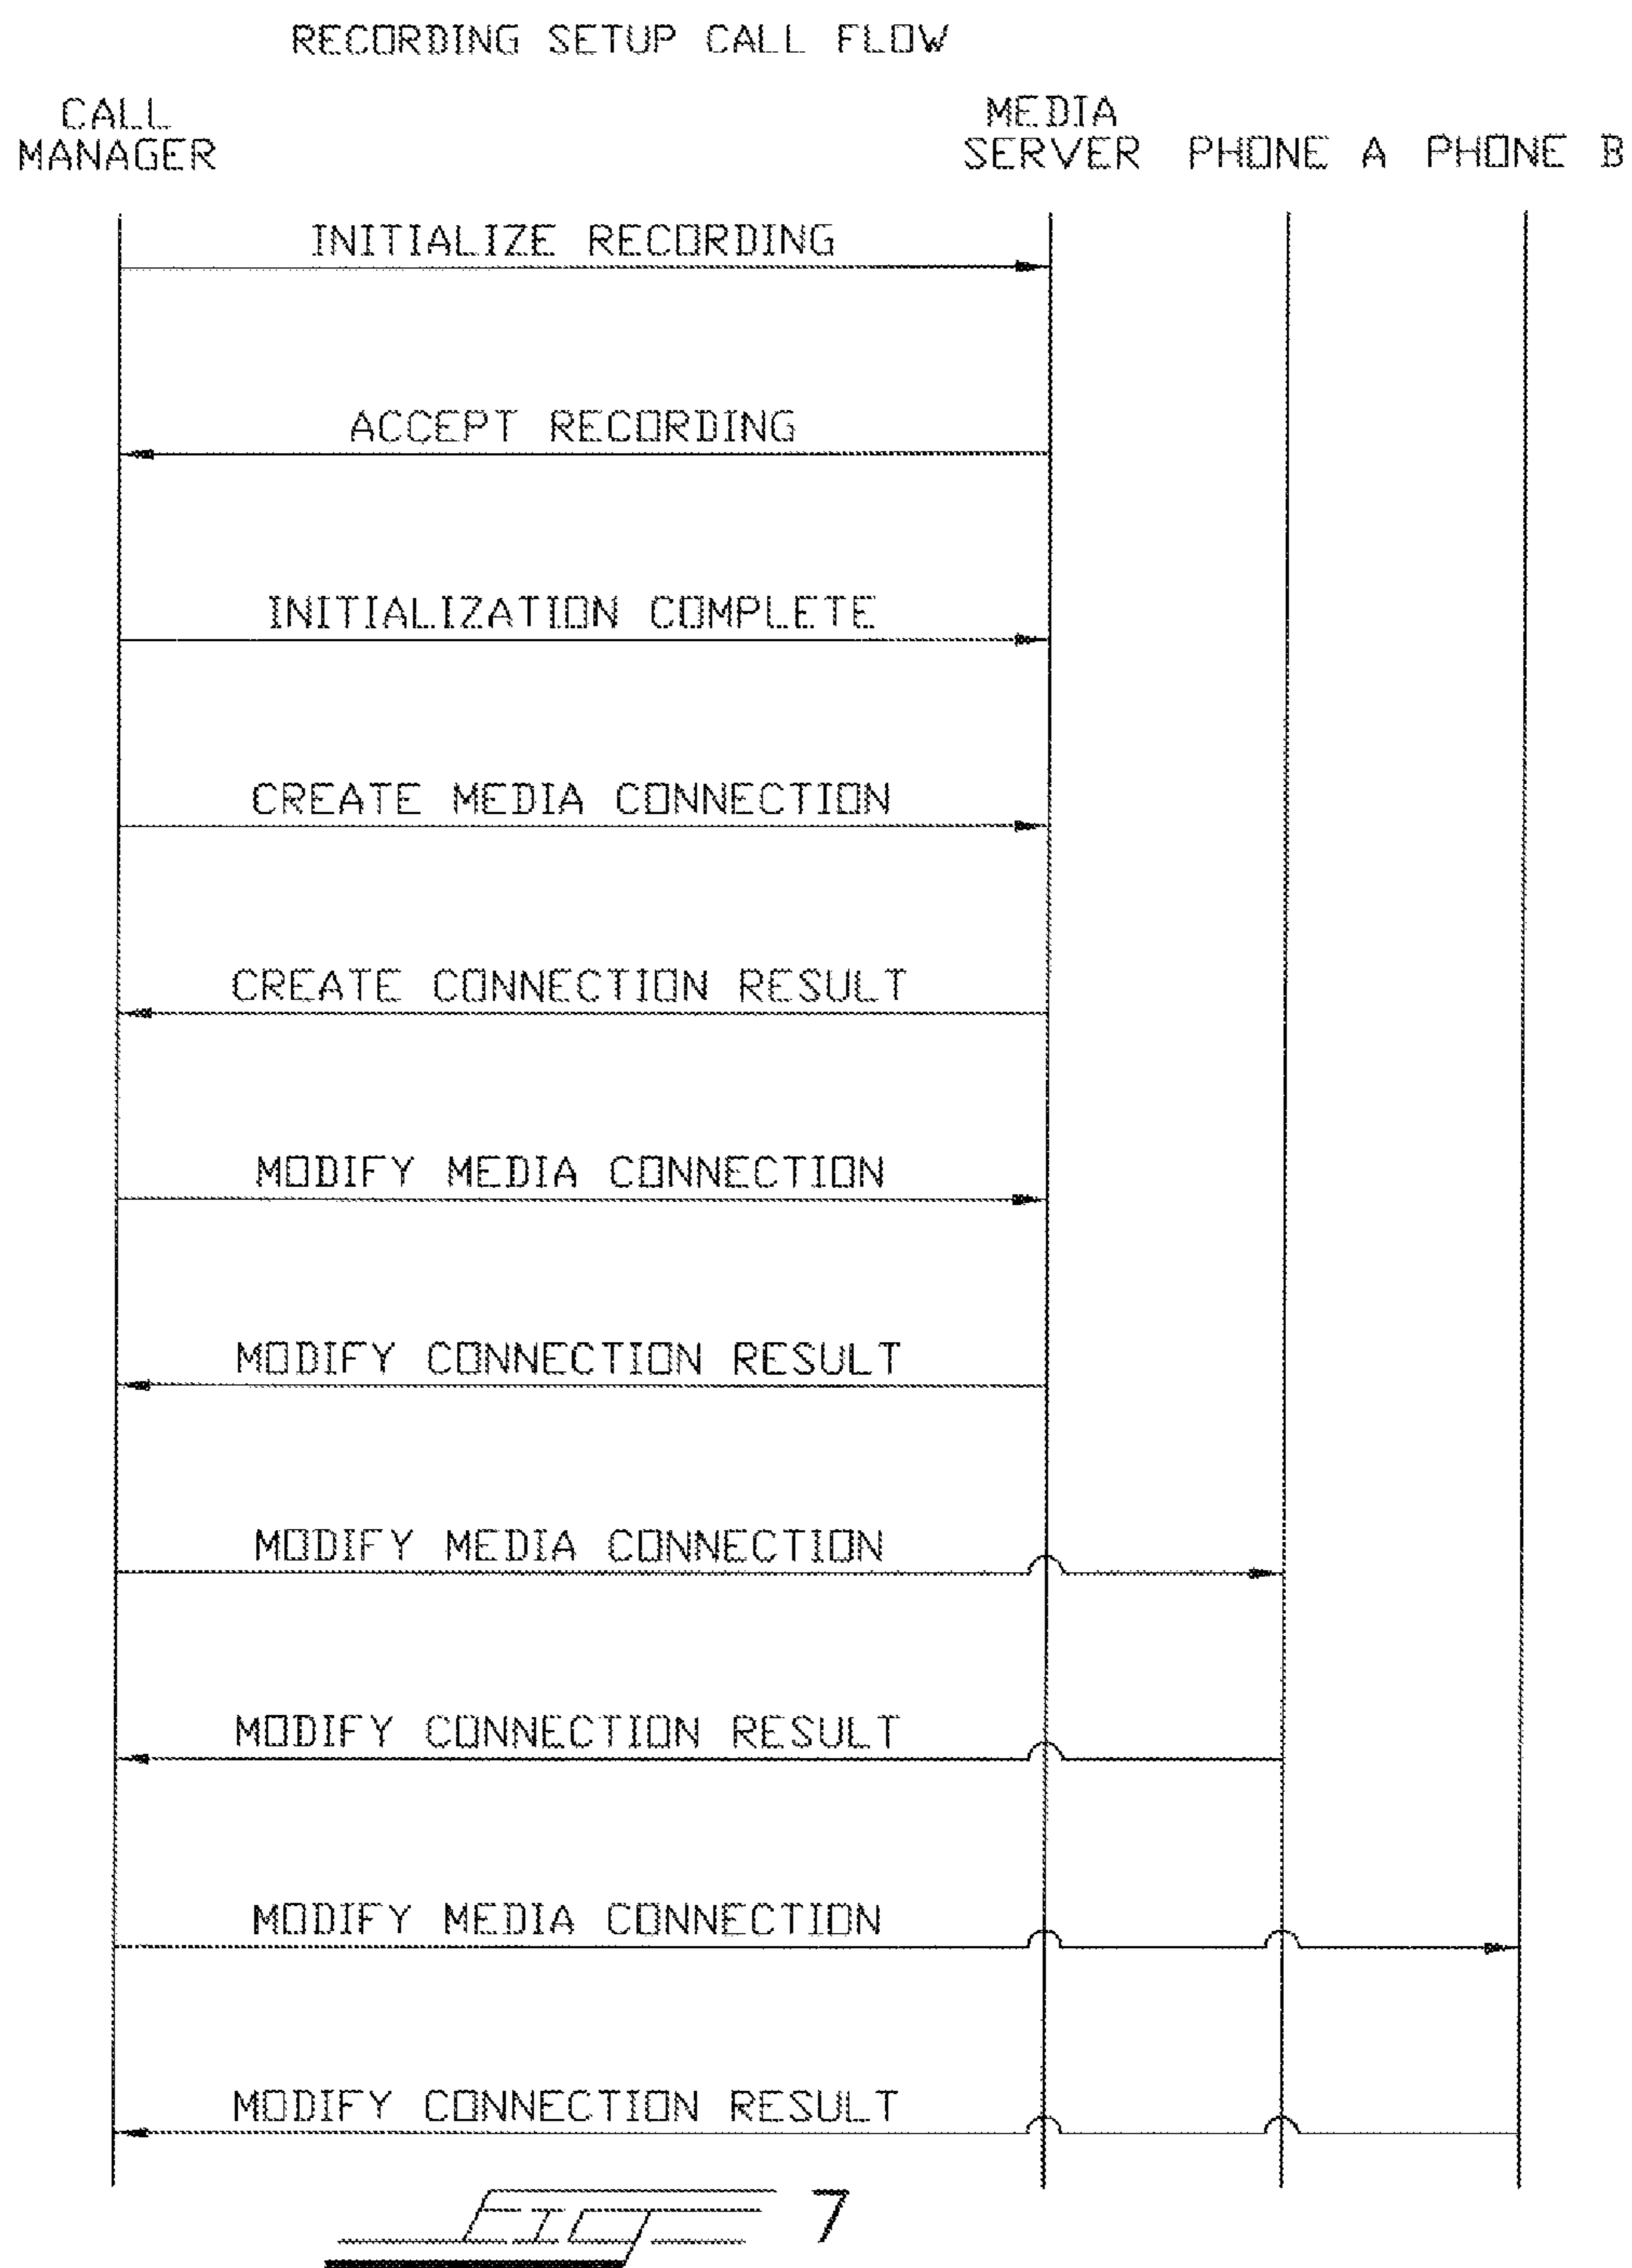 RECORDING SETUP CALL FLOW
CALL
MANAGER
MEDIA
SERVER
PHONE A
PHONE B
INITIALIZE RECORDING
ACCEPT RECORDING
INITIALIZATION COMPLETE
CREATE MEDIA CONNECTION
CREATE CONNECTION RESULT
MODIFY MEDIA CONNECTION
MODIFY CONNECTION RESULT
MODIFY MEDIA CONNECTION
MODIFY CONNECTION RESULT
MODIFY MEDIA CONNECTION
MODIFY CONNECTION RESULT
FIG 7